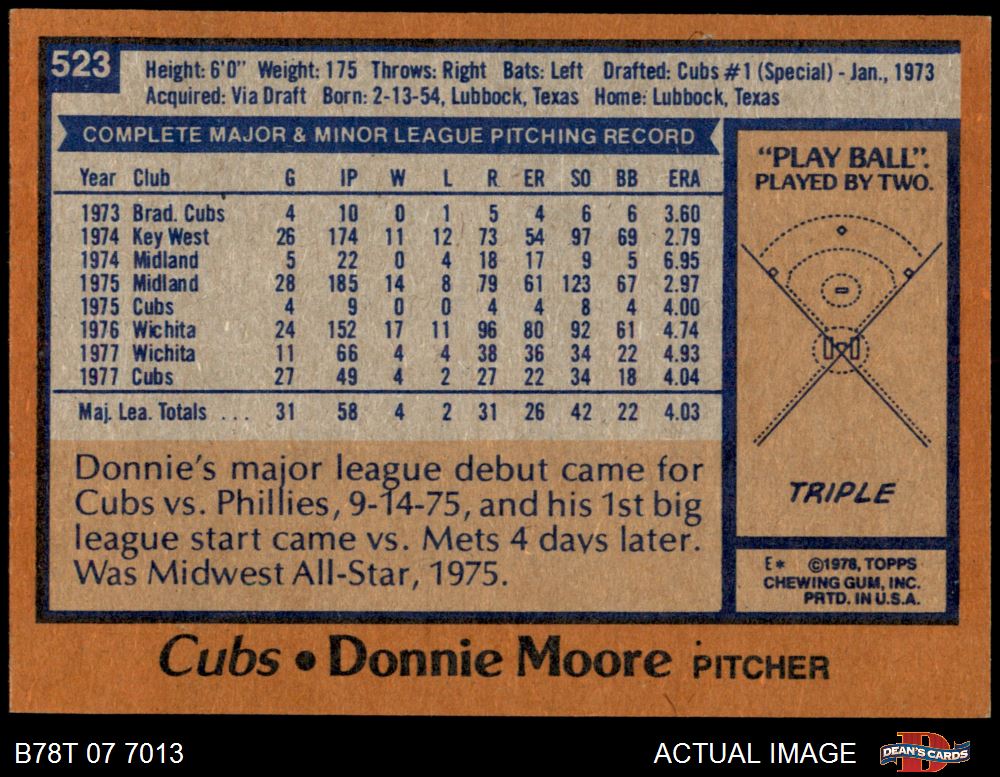 523
Height: 6'0" Weight: 175 Throws: Right Bats: Left Drafted: Cubs #1 (Special) - Jan., 1973
Acquired: Via Draft Born: 2-13-54, Lubbock, Texas Home: Lubbock, Texas
COMPLETE MAJOR & MINOR LEAGUE PITCHING RECORD
Year Club G IP W L R ER SO BB ERA
1973 Brad. Cubs 4 10 0 1 5 4 6 6 3.60
1974 Key West 26 174 11 12 73 54 97 69 2.79
1974 Midland 5 22 0 4 18 17 9 5 6.95
1975 Midland 28 185 14 8 79 61 123 67 2.97
1975 Cubs 4 9 0 0 4 4 8 4 4.00
1976 Wichita 24 152 17 11 96 80 92 61 4.74
1977 Wichita 11 66 4 4 38 36 34 22 4.93
1977 Cubs 27 49 4 2 27 22 34 18 4.04
Maj. Lea. Totals ... 31 58 4 2 31 26 42 22 4.03
Donnie's major league debut came for
Cubs vs. Phillies, 9-14-75, and his 1st big
league start came vs. Mets 4 days later.
Was Midwest All-Star, 1975.
"PLAY BALL".
PLAYED BY TWO.
TRIPLE
E* ©1978, TOPPS
CHEWING GUM, INC.
PRTD. IN U.S.A.
Cubs • Donnie Moore PITCHER
B78T 07 7013
ACTUAL IMAGE
DEAN'S CARDS